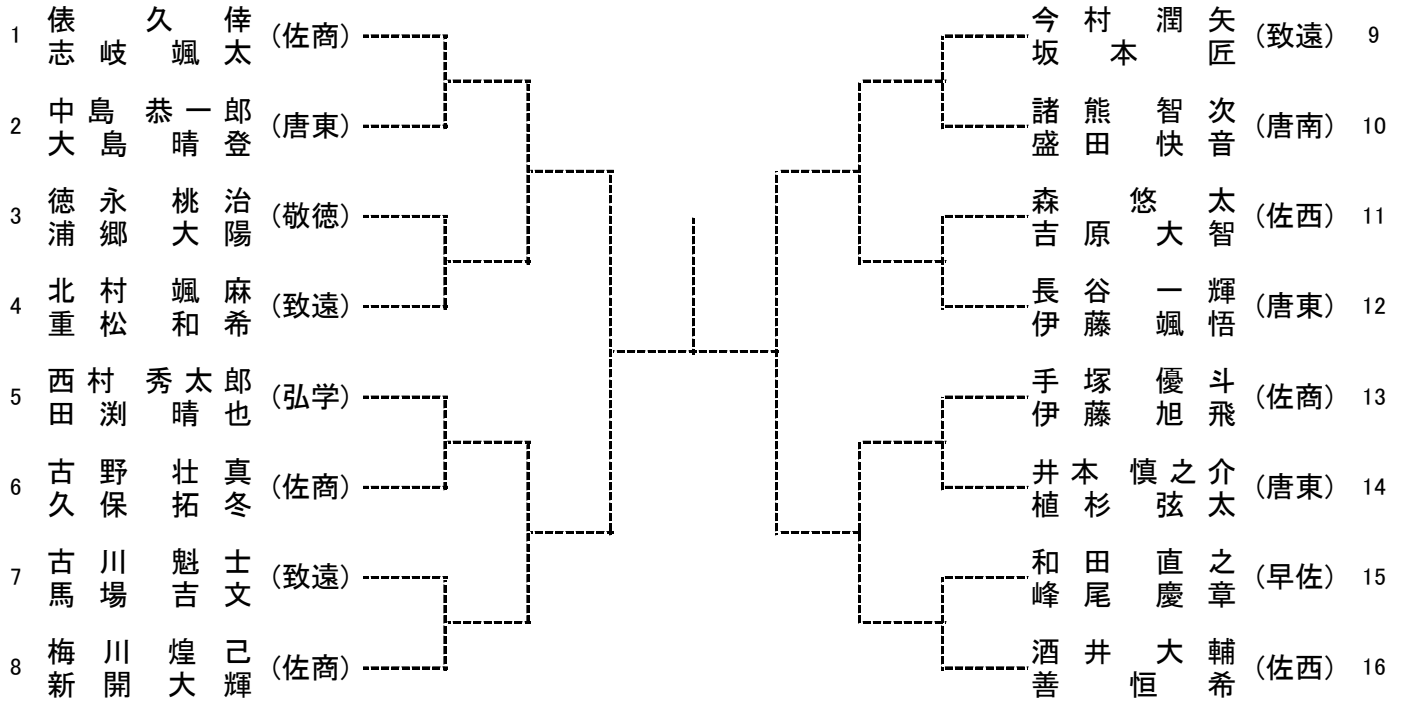 1 俵 久 倖 (佐商)
志岐 颯太
2 中島 恭一郎 (唐東)
大島 晴登
3 徳永 桃治 (敬徳)
浦郷 大陽
4 北村 颯麻 (致遠)
重松 和希
5 西村 秀太郎 (弘学)
田渕 晴也
6 古野 壮真 (佐商)
久保 拓冬
7 古川 魁士 (致遠)
馬場 吉文
8 梅川 煌己 (佐商)
新開 大輝
今村 潤矢 (致遠) 9
坂本 匠
諸熊 智次 (唐南) 10
盛田 快音
森 悠太 (佐西) 11
吉原 大智
長谷 一輝 (唐東) 12
伊藤 颯悟
手塚 優斗 (佐商) 13
伊藤 旭飛
井本 慎之介 (唐東) 14
植杉 弦太
和田 直之 (早佐) 15
峰尾 慶章
酒井 大輔 (佐西) 16
善 恒希